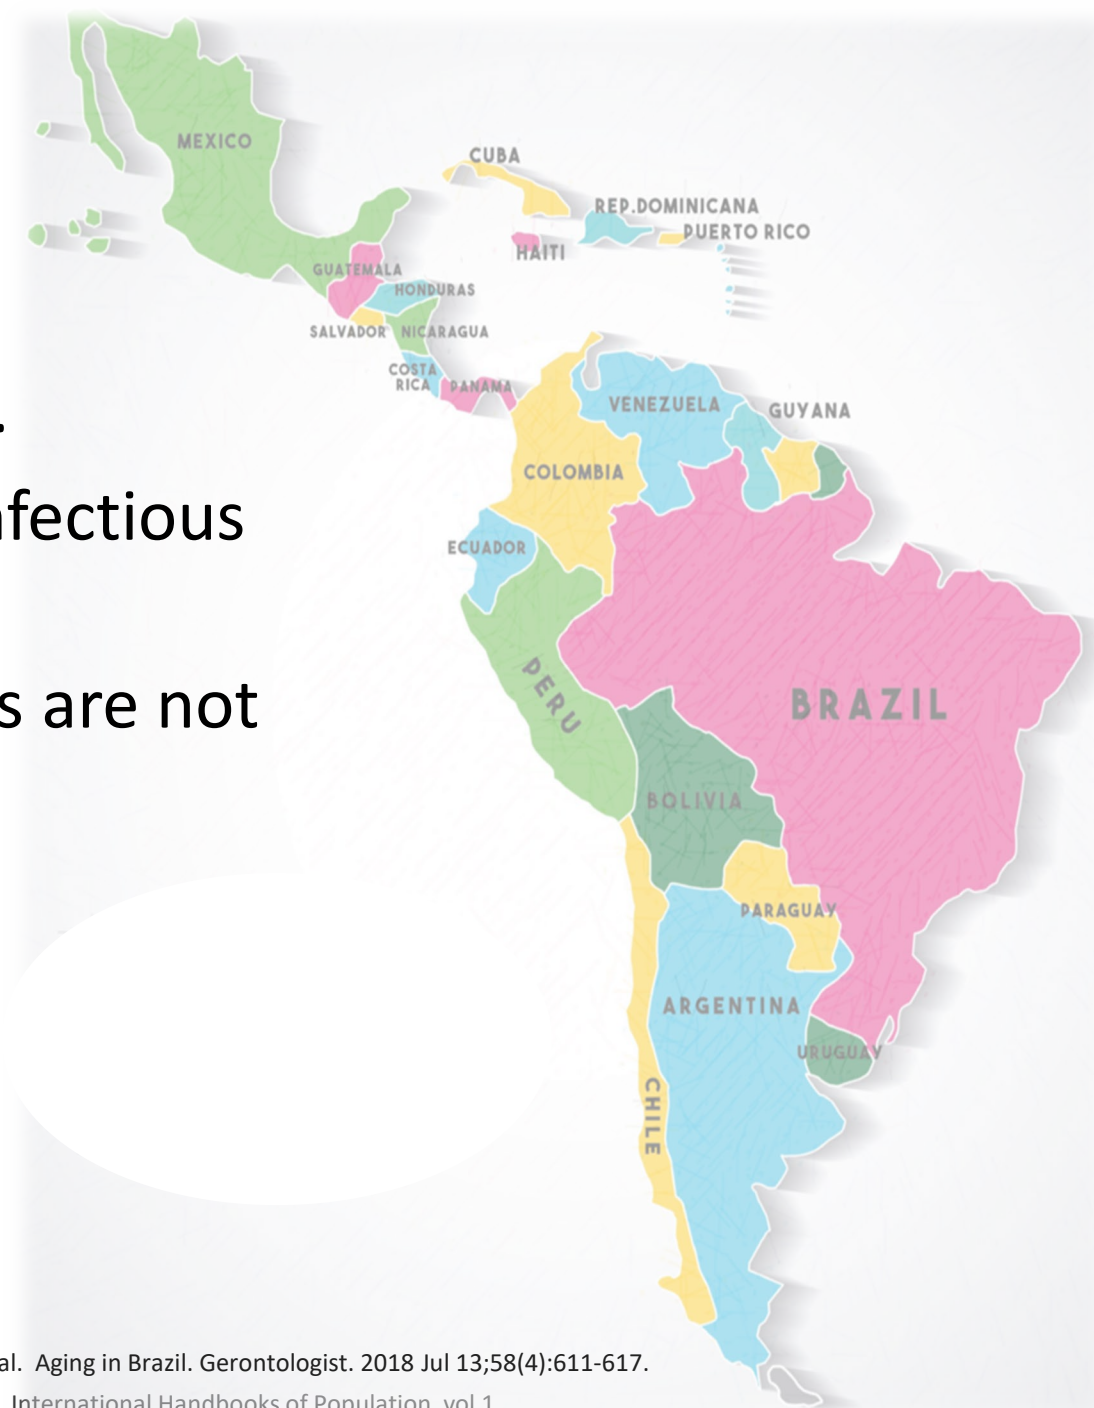 MEXICO
CUBA
REP.DOMINICANA
PUERTO RICO
HAITI
GUATEMALA
HONDURAS
SALVADOR
NICARAGUA
COSTA
RICA
PANAMA
VENEZUELA
GUYANA
.
COLOMBIA
nfectious
ECUADOR
PERU
s are not
BRAZIL
BOLIVIA
PARAGUAY
ARGENTINA
URUGUAY
CHILE
al. Aging in Brazil. Gerontologist. 2018 Jul 13;58(4):611-617.
International Handbooks of Population, vol 1.